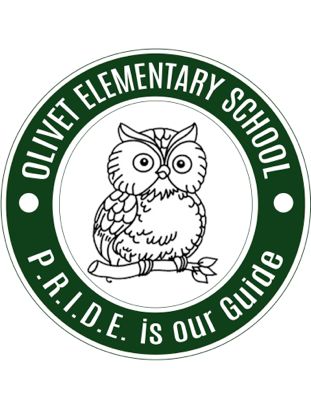 OLIVET ELEMENTARY SCHOOL
P.R.I.D.E. is our Guide